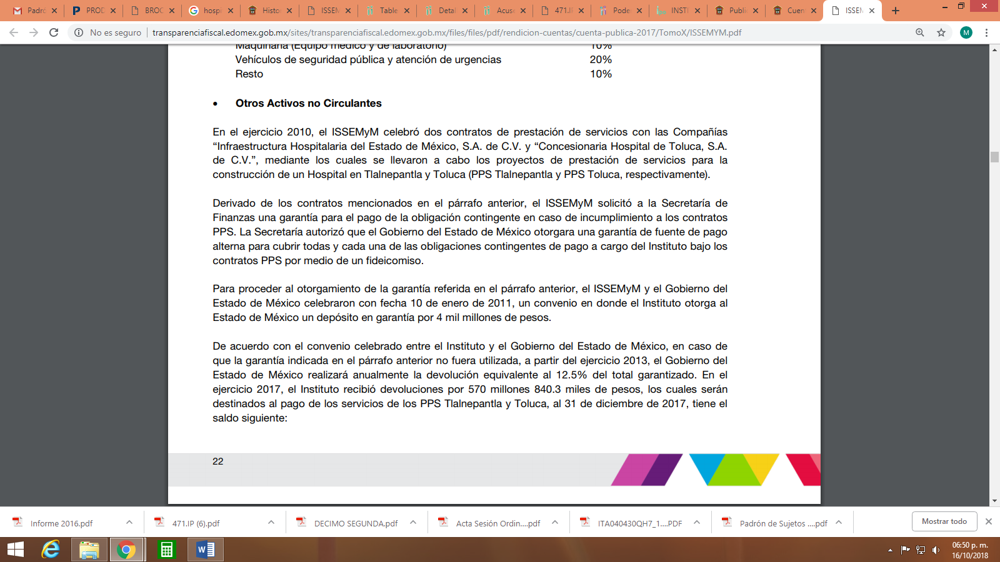 Padró
PROD
BROC
hospi
Histor
ISSEM
Table
Detal
Acuse
471.IP
Pode
INSTI
Public
Cuen
ISSEM
No es seguro
transparenciafiscal.edomex.gob.mx/sites/transparenciafiscal.edomex.gob.mx/files/files/pdf/rendicion-cuentas/cuenta-publica-2017/TomoX/ISSEMYM.pdf
M
Maquinaria (Equipo médico y de laboratorio) 10%
Vehículos de seguridad pública y atención de urgencias 20%
Resto 10%
• Otros Activos no Circulantes
En el ejercicio 2010, el ISSEMyM celebró dos contratos de prestación de servicios con las Compañías
“Infraestructura Hospitalaria del Estado de México, S.A. de C.V. y “Concesionaria Hospital de Toluca, S.A.
de C.V.”, mediante los cuales se llevaron a cabo los proyectos de prestación de servicios para la
construcción de un Hospital en Tlalnepantla y Toluca (PPS Tlalnepantla y PPS Toluca, respectivamente).
Derivado de los contratos mencionados en el párrafo anterior, el ISSEMyM solicitó a la Secretaría de
Finanzas una garantía para el pago de la obligación contingente en caso de incumplimiento a los contratos
PPS. La Secretaría autorizó que el Gobierno del Estado de México otorgara una garantía de fuente de pago
alterna para cubrir todas y cada una de las obligaciones contingentes de pago a cargo del Instituto bajo los
contratos PPS por medio de un fideicomiso.
Para proceder al otorgamiento de la garantía referida en el párrafo anterior, el ISSEMyM y el Gobierno del
Estado de México celebraron con fecha 10 de enero de 2011, un convenio en donde el Instituto otorga al
Estado de México un depósito en garantía por 4 mil millones de pesos.
De acuerdo con el convenio celebrado entre el Instituto y el Gobierno del Estado de México, en caso de
que la garantía indicada en el párrafo anterior no fuera utilizada, a partir del ejercicio 2013, el Gobierno del
Estado de México realizará anualmente la devolución equivalente al 12.5% del total garantizado. En el
ejercicio 2017, el Instituto recibió devoluciones por 570 millones 840.3 miles de pesos, los cuales serán
destinados al pago de los servicios de los PPS Tlalnepantla y Toluca, al 31 de diciembre de 2017, tiene el
saldo siguiente:
22
Informe 2016.pdf
471.IP (6).pdf
DECIMO SEGUNDA.pdf
Acta Sesión Ordin....pdf
ITA040430QH7_1....PDF
Padrón de Sujetos ....pdf
Mostrar todo
06:50 p. m.
16/10/2018